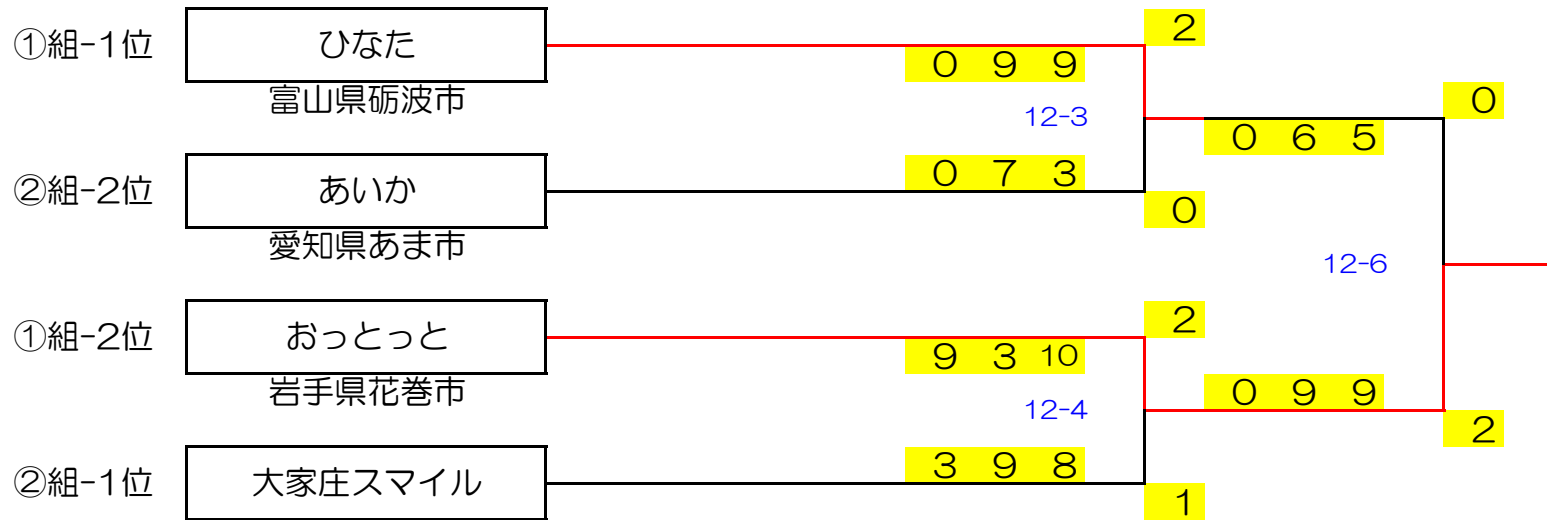 ①組-1位 ひなた 2
0 9 9
富山県砺波市 12-3 0
0 7 3 0 6 5
②組-2位 あいか 0
愛知県あま市 12-6
①組-2位 おっとっと 2
9 3 10
岩手県花巻市 12-4 0 9 9
2
3 9 8
②組-1位 大家庄スマイル 1